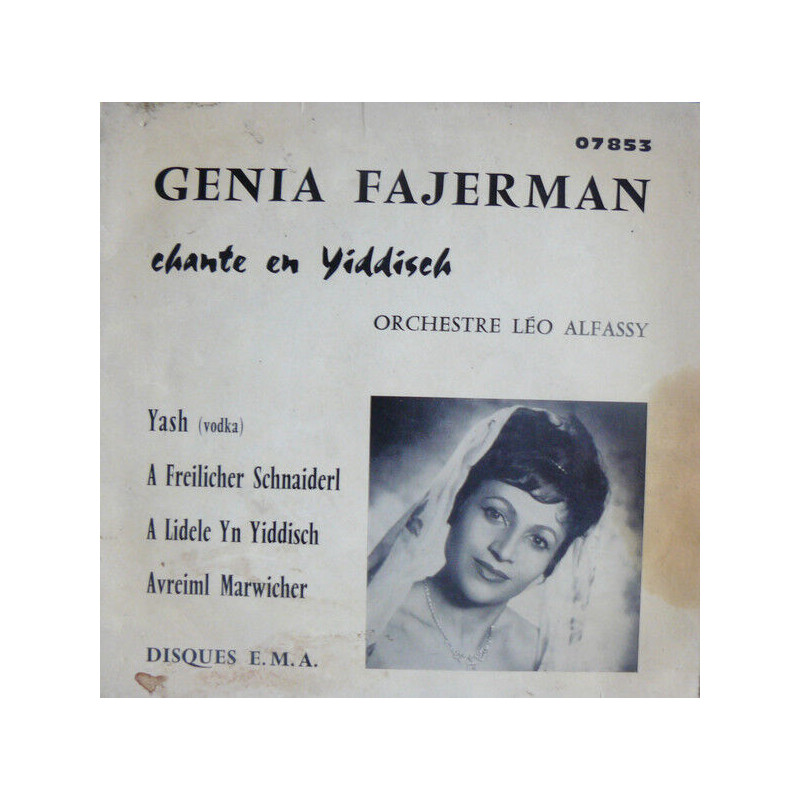 07853
GENIA FAJERMAN
chante en Yiddisch
ORCHESTRE LÉO ALFASSY
Yash (vodka)
A Freilicher Schnaiderl
A Lidele Yn Yiddisch
Avreiml Marwicher
DISQUES E.M.A.